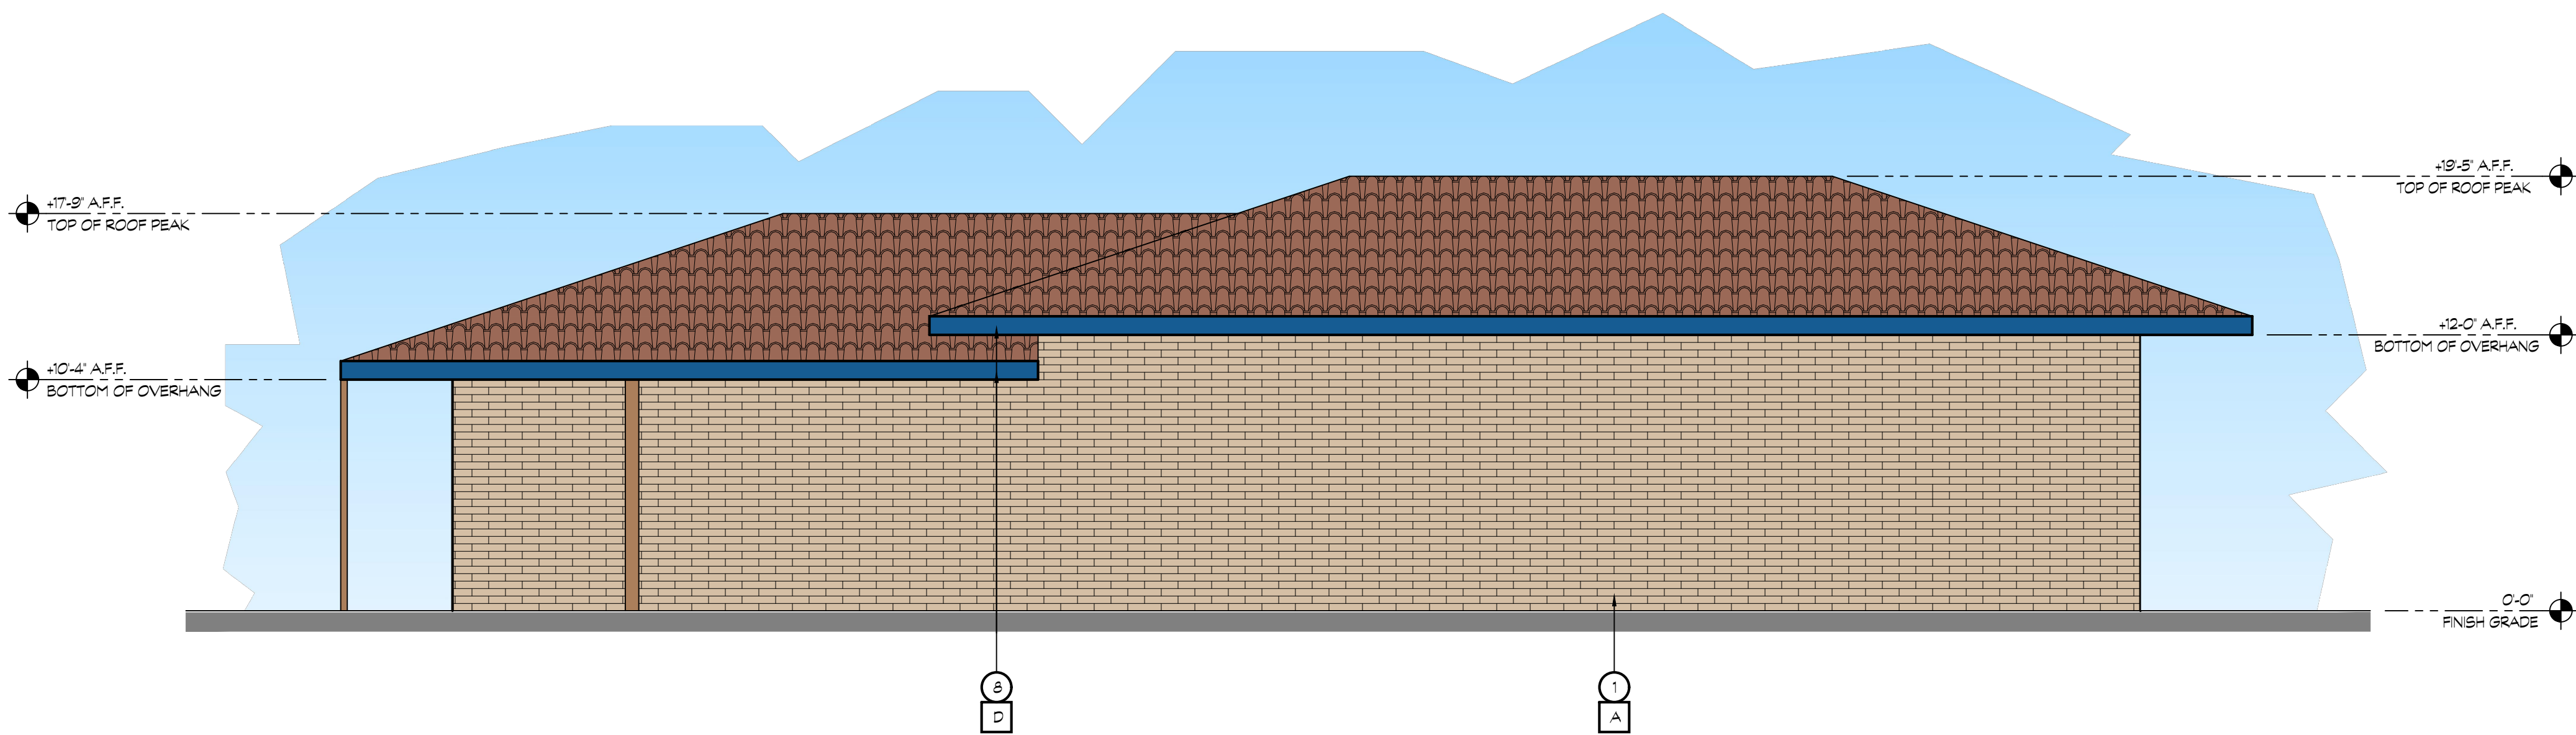 +19'-5" A.F.F.
TOP OF ROOF PEAK
+17'-9" A.F.F.
TOP OF ROOF PEAK
+12'-0" A.F.F.
BOTTOM OF OVERHANG
+10'-4" A.F.F.
BOTTOM OF OVERHANG
0'-0"
FINISH GRADE
8
D
1
A